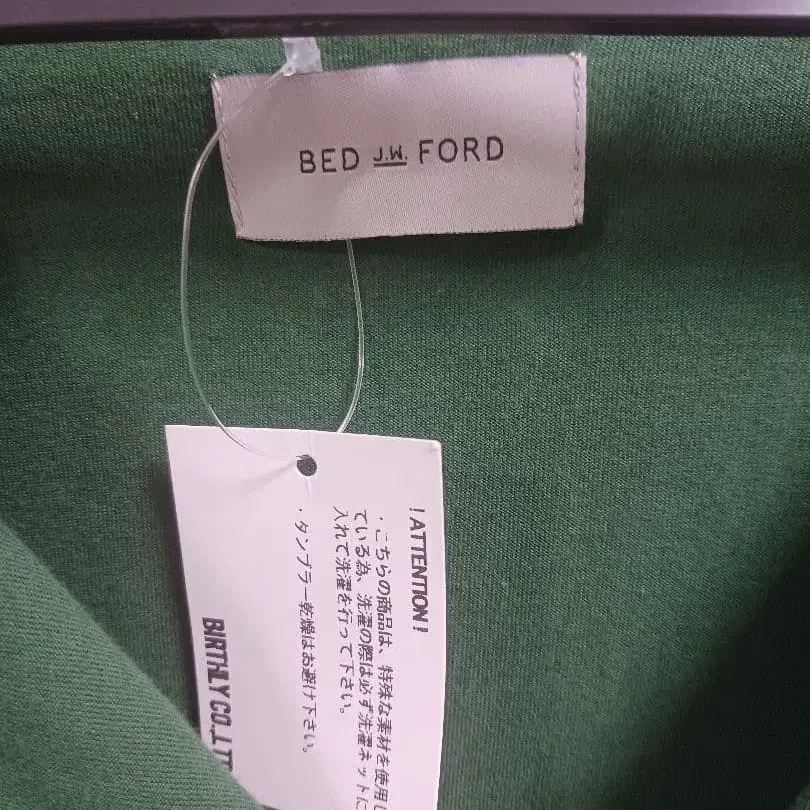 BED J.W. FORD
!ATTENTION!
・こちらの商品は、特殊な素材を使用し
ている為、洗濯の際は必ず洗濯ネットに
入れて洗濯を行って下さい。
・タンブラー乾燥はお避け下さい。
BIRTHLY CO.,LT